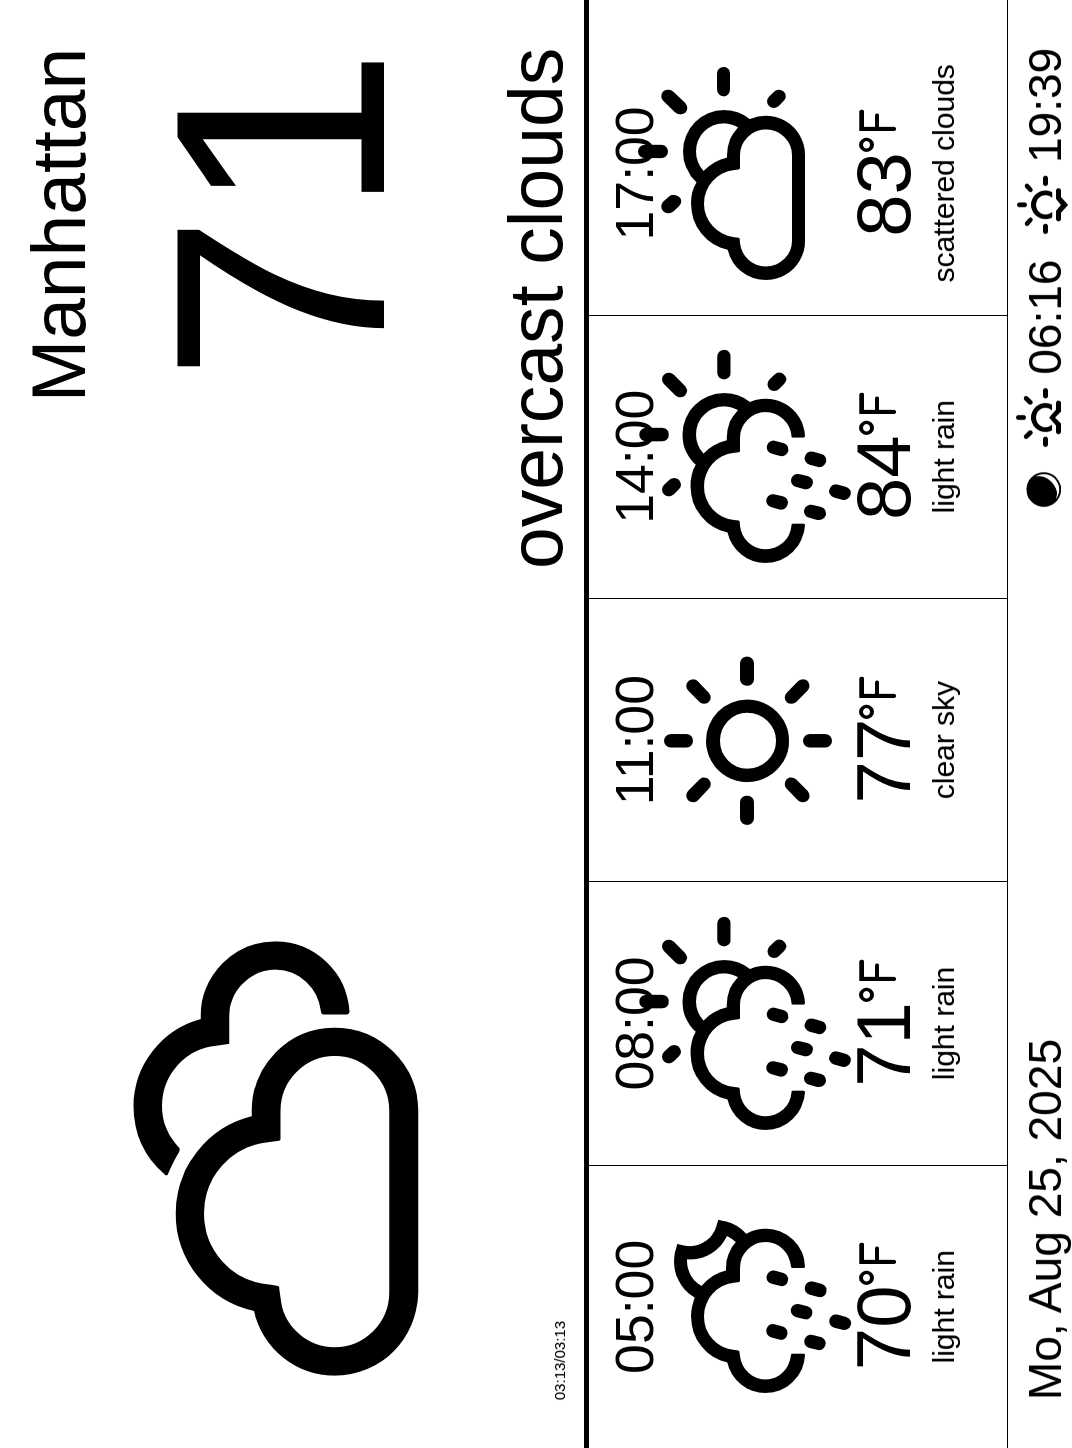 Manhattan
71
overcast clouds
03:13/03:13
05:00
70°F
light rain
08:00
71°F
light rain
11:00
77°F
clear sky
14:00
84°F
light rain
17:00
83°F
scattered clouds
Mo, Aug 25, 2025
06:16
19:39